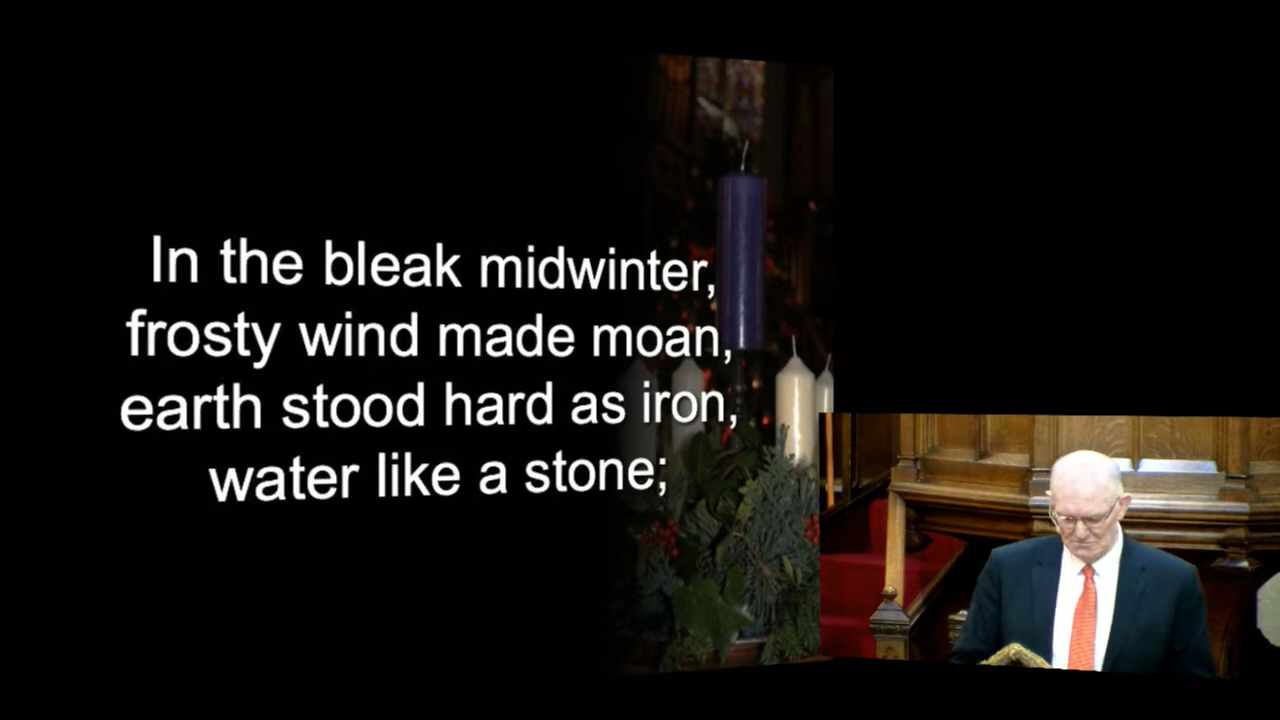 In the bleak midwinter,
frosty wind made moan,
earth stood hard as iron,
water like a stone;